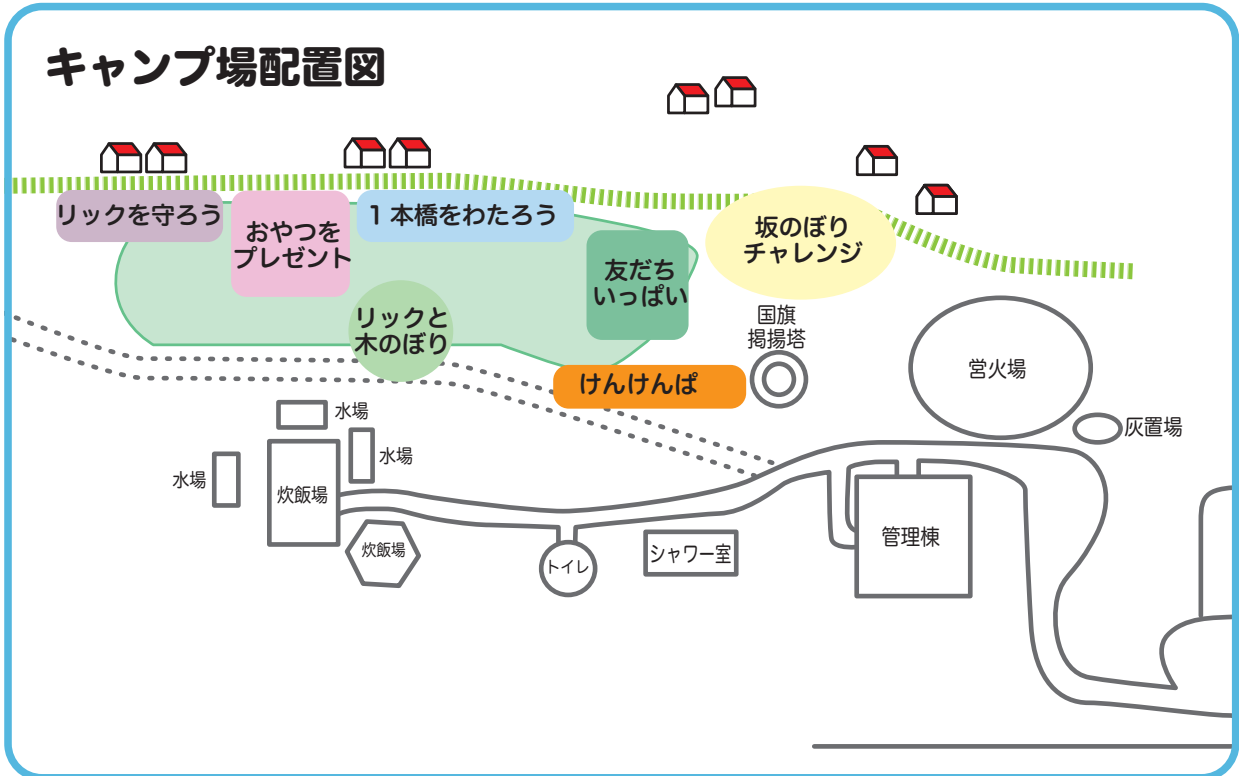 キャンプ場配置図
リックを守ろう
おやつを
プレゼント
1 本橋をわたろう
坂のぼり
チャレンジ
友だち
いっぱい
リックと
木のぼり
国旗
掲揚塔
けんけんぱ
営火場
灰置場
水場
水場
水場
炊飯場
炊飯場
トイレ
シャワー室
管理棟